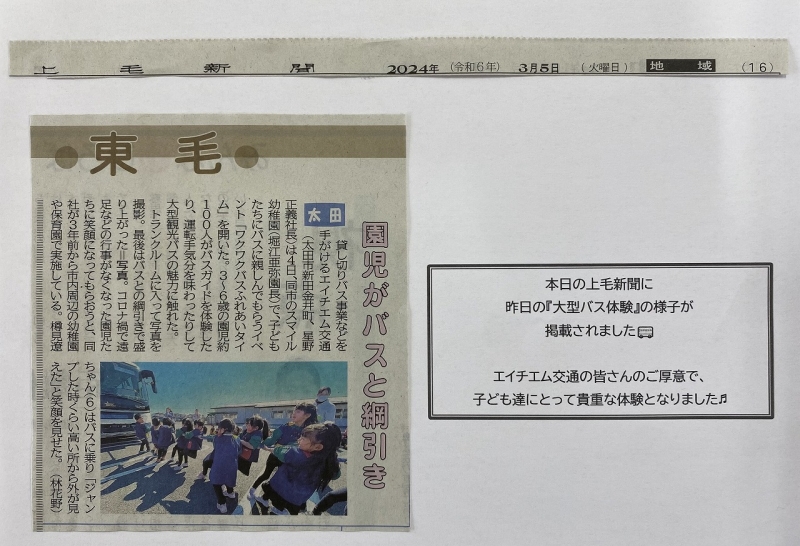 上毛新聞 2024年 (令和6年) 3月5日 (火曜日) 地域 (16)
●東毛●
園児がバスと綱引き
太田
貸し切りバス事業などを
手がけるエイチエム交通
(太田市新田金井町、星野
正義社長)は4日、同市のスマイル
幼稚園(堀江亜弥園長)で、子ども
たちにバスに親しんでもらうイベ
ント「ワクワクバスふれあいタイ
ム」を開いた。3〜6歳の園児約
100人がバスガイドを体験した
り、運転手気分を味わったりして
大型観光バスの魅力に触れた。
トランクルームに入って写真を
撮影。最後はバスとの綱引きで盛
り上がった=写真。コロナ禍で遠
足などの行事がなくなった園児た
ちに笑顔になってもらおうと、同
社が3年前から市内周辺の幼稚園
や保育園で実施している。樽見遼
ちゃん(6)はバスに乗り「ジャン
プした時くらい高い所から外が見
えた」と笑顔を見せた。(林花野)
本日の上毛新聞に
昨日の『大型バス体験』の様子が
掲載されました
エイチエム交通の皆さんのご厚意で、
子ども達にとって貴重な体験となりました♬